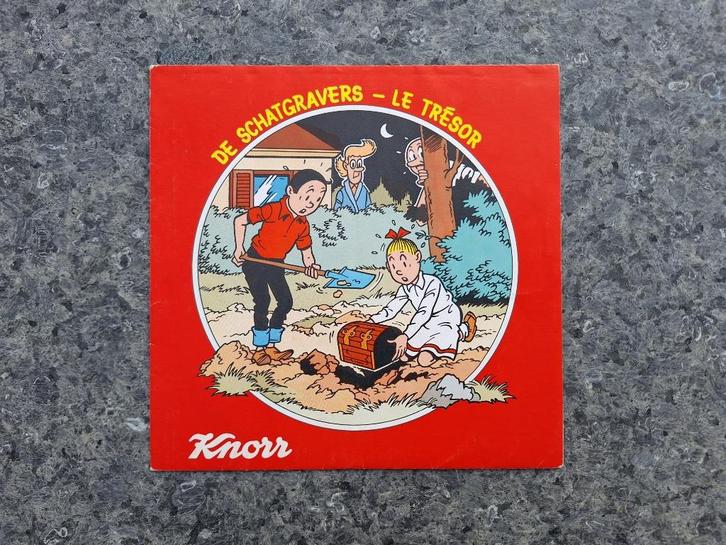 DE SCHATGRAVERS - LE TRÉSOR
Knorr